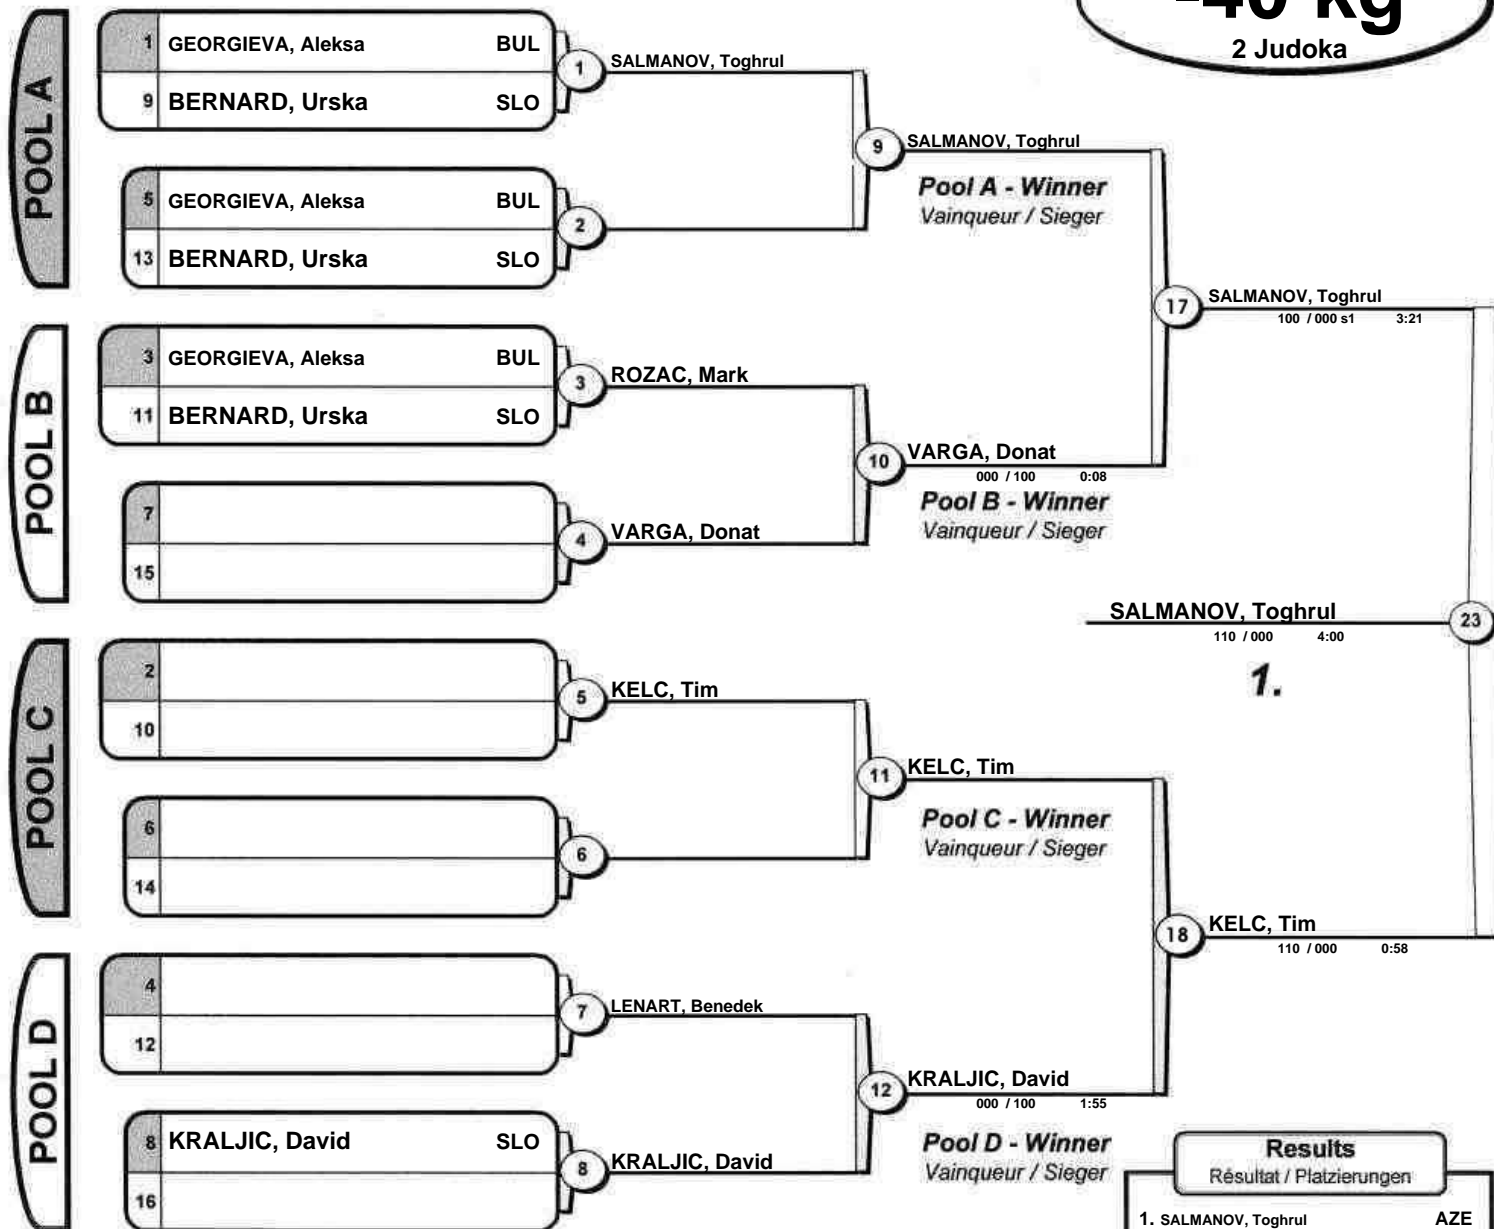 -40 kg
2 Judoka
POOL A
1 GEORGIEVA, Aleksa BUL
9 BERNARD, Urska SLO
1 SALMANOV, Toghrul
5 GEORGIEVA, Aleksa BUL
13 BERNARD, Urska SLO
2
9 SALMANOV, Toghrul
Pool A - Winner
Vainqueur / Sieger
17 SALMANOV, Toghrul
100 / 000 s1 3:21
POOL B
3 GEORGIEVA, Aleksa BUL
11 BERNARD, Urska SLO
3 ROZAC, Mark
7
15
4 VARGA, Donat
10 VARGA, Donat
000 / 100 0:08
Pool B - Winner
Vainqueur / Sieger
SALMANOV, Toghrul 23
110 / 000 4:00
1.
POOL C
2
10
5 KELC, Tim
6
14
6
11 KELC, Tim
Pool C - Winner
Vainqueur / Sieger
18 KELC, Tim
110 / 000 0:58
POOL D
4
12
7 LENART, Benedek
8 KRALJIC, David SLO
16
8 KRALJIC, David
12 KRALJIC, David
000 / 100 1:55
Pool D - Winner
Vainqueur / Sieger
Results
Résultat / Platzierungen
1. SALMANOV, Toghrul AZE